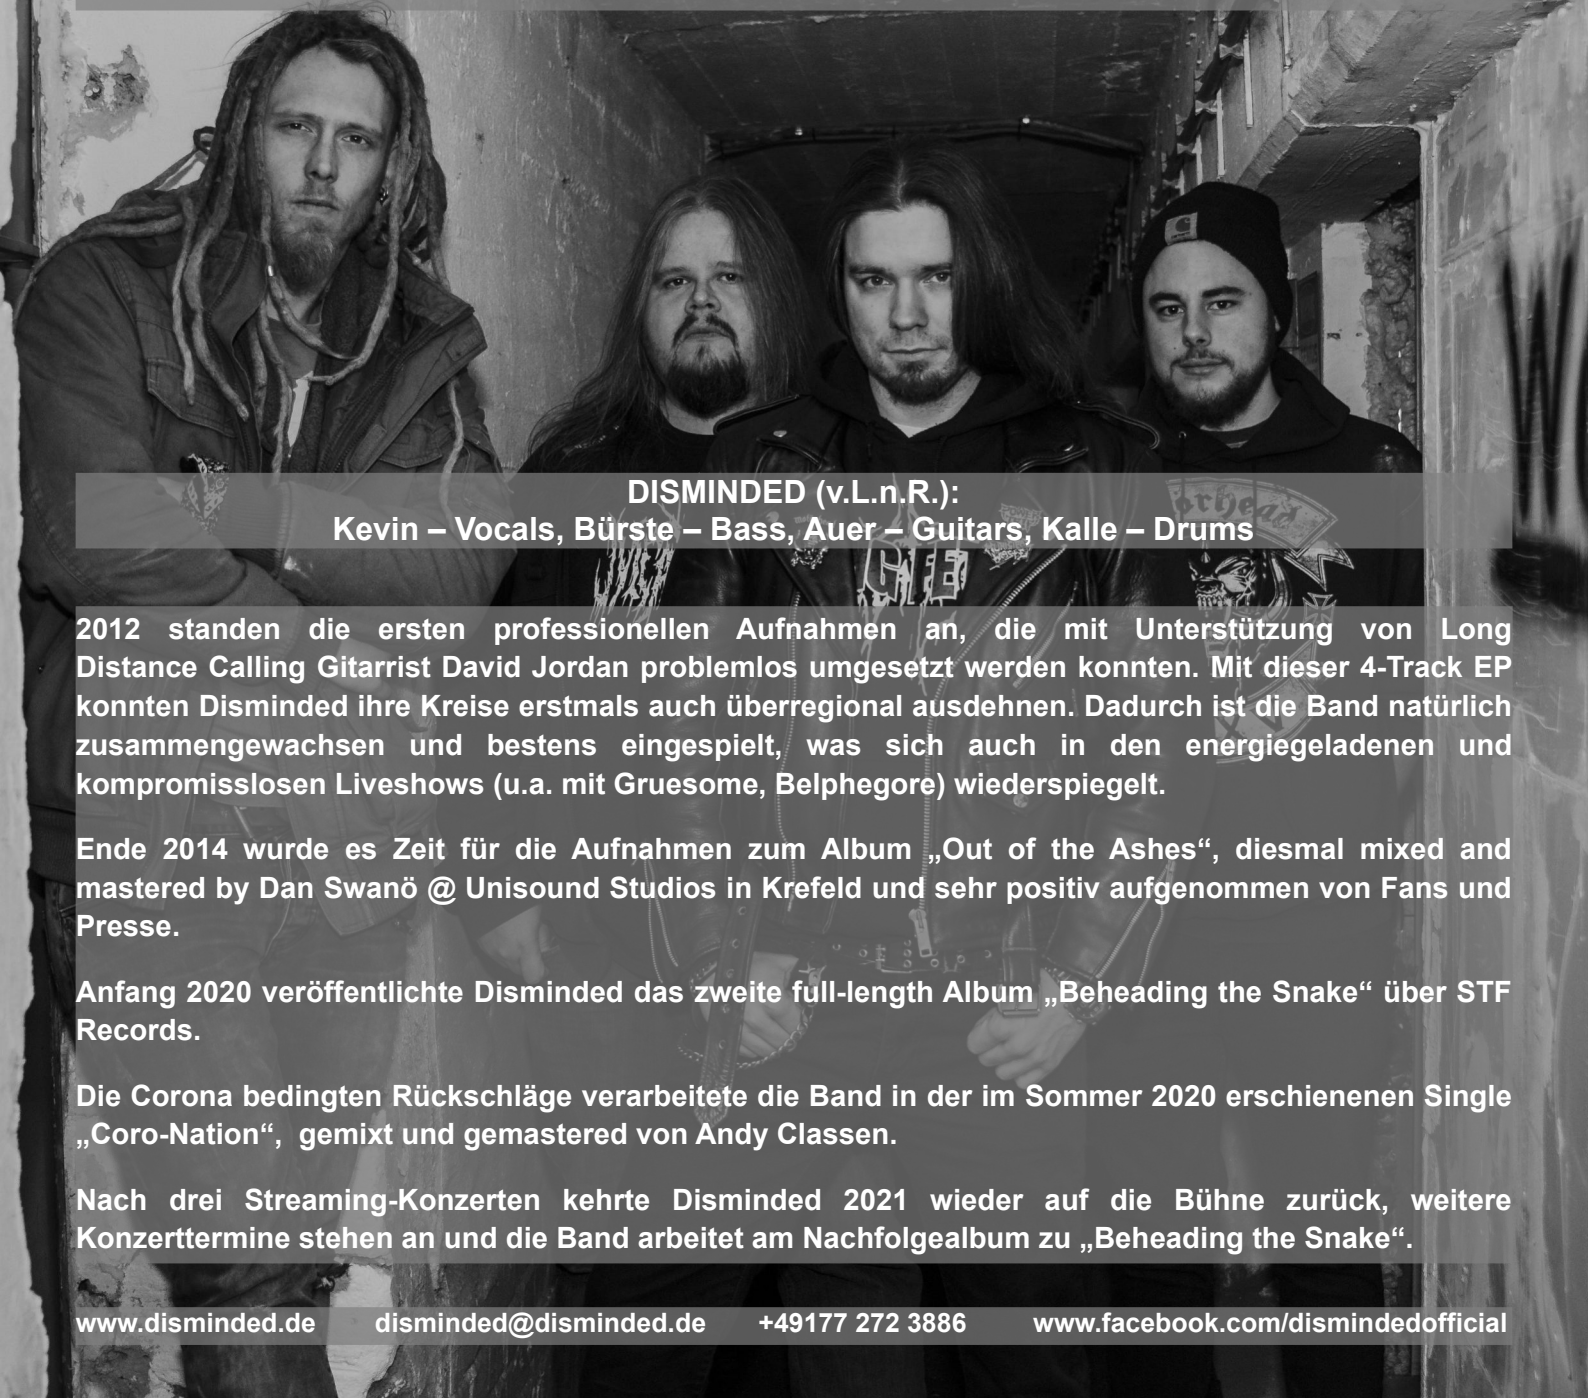 DISMINDED (v.L.n.R.):
Kevin – Vocals, Bürste – Bass, Auer – Guitars, Kalle – Drums
2012 standen die ersten professionellen Aufnahmen an, die mit Unterstützung von Long
Distance Calling Gitarrist David Jordan problemlos umgesetzt werden konnten. Mit dieser 4-Track EP
konnten Disminded ihre Kreise erstmals auch überregional ausdehnen. Dadurch ist die Band natürlich
zusammengewachsen und bestens eingespielt, was sich auch in den energiegeladenen und
kompromisslosen Liveshows (u.a. mit Gruesome, Belphegore) wiederspiegelt.
Ende 2014 wurde es Zeit für die Aufnahmen zum Album „Out of the Ashes“, diesmal mixed and
mastered by Dan Swanö @ Unisound Studios in Krefeld und sehr positiv aufgenommen von Fans und
Presse.
Anfang 2020 veröffentlichte Disminded das zweite full-length Album „Beheading the Snake“ über STF
Records.
Die Corona bedingten Rückschläge verarbeitete die Band in der im Sommer 2020 erschienenen Single
„Coro-Nation“,  gemixt und gemastered von Andy Classen.
Nach drei Streaming-Konzerten kehrte Disminded 2021 wieder auf die Bühne zurück, weitere
Konzerttermine stehen an und die Band arbeitet am Nachfolgealbum zu „Beheading the Snake“.
www.disminded.de disminded@disminded.de +49177 272 3886 www.facebook.com/dismindedofficial